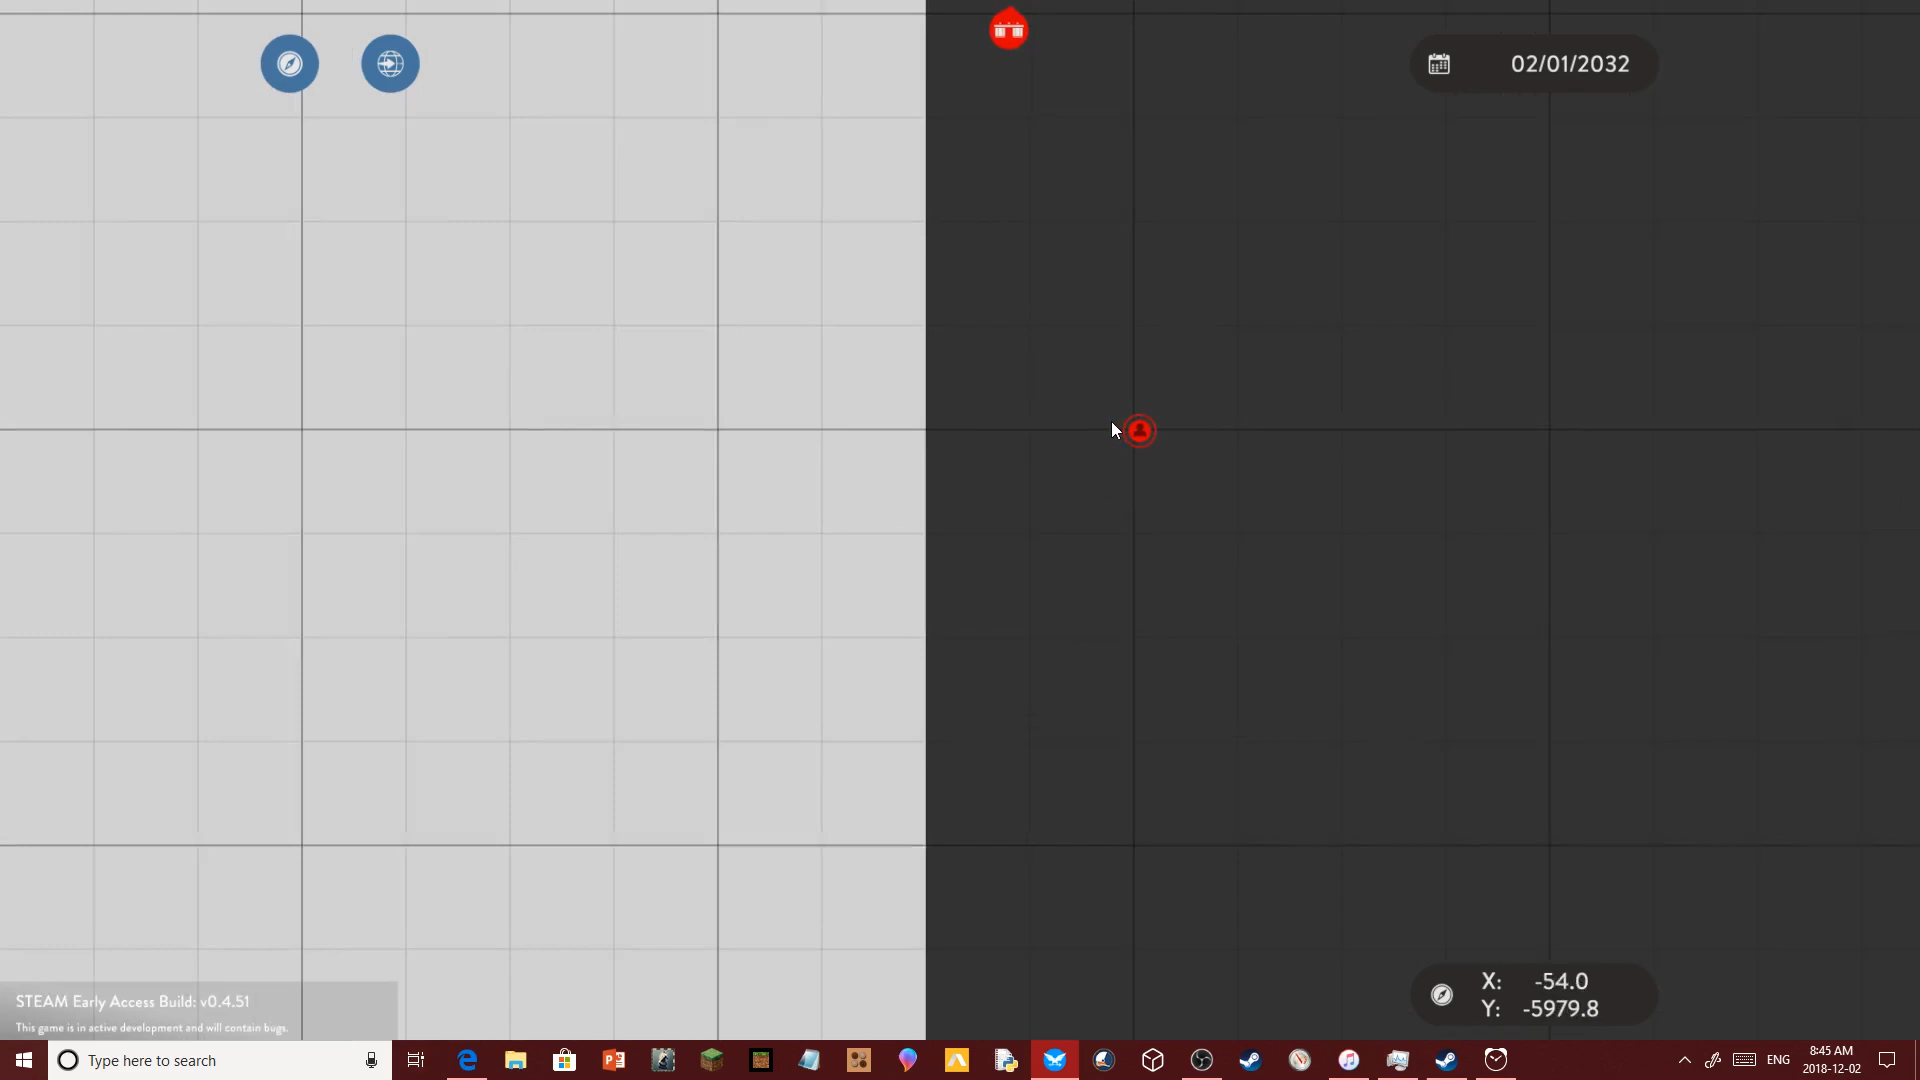 02/01/2032
X: -54.0
Y: -5979.8
STEAM Early Access Build: v0.4.51
This game is in active development and will contain bugs.
Type here to search
ENG
8:45 AM
2018-12-02